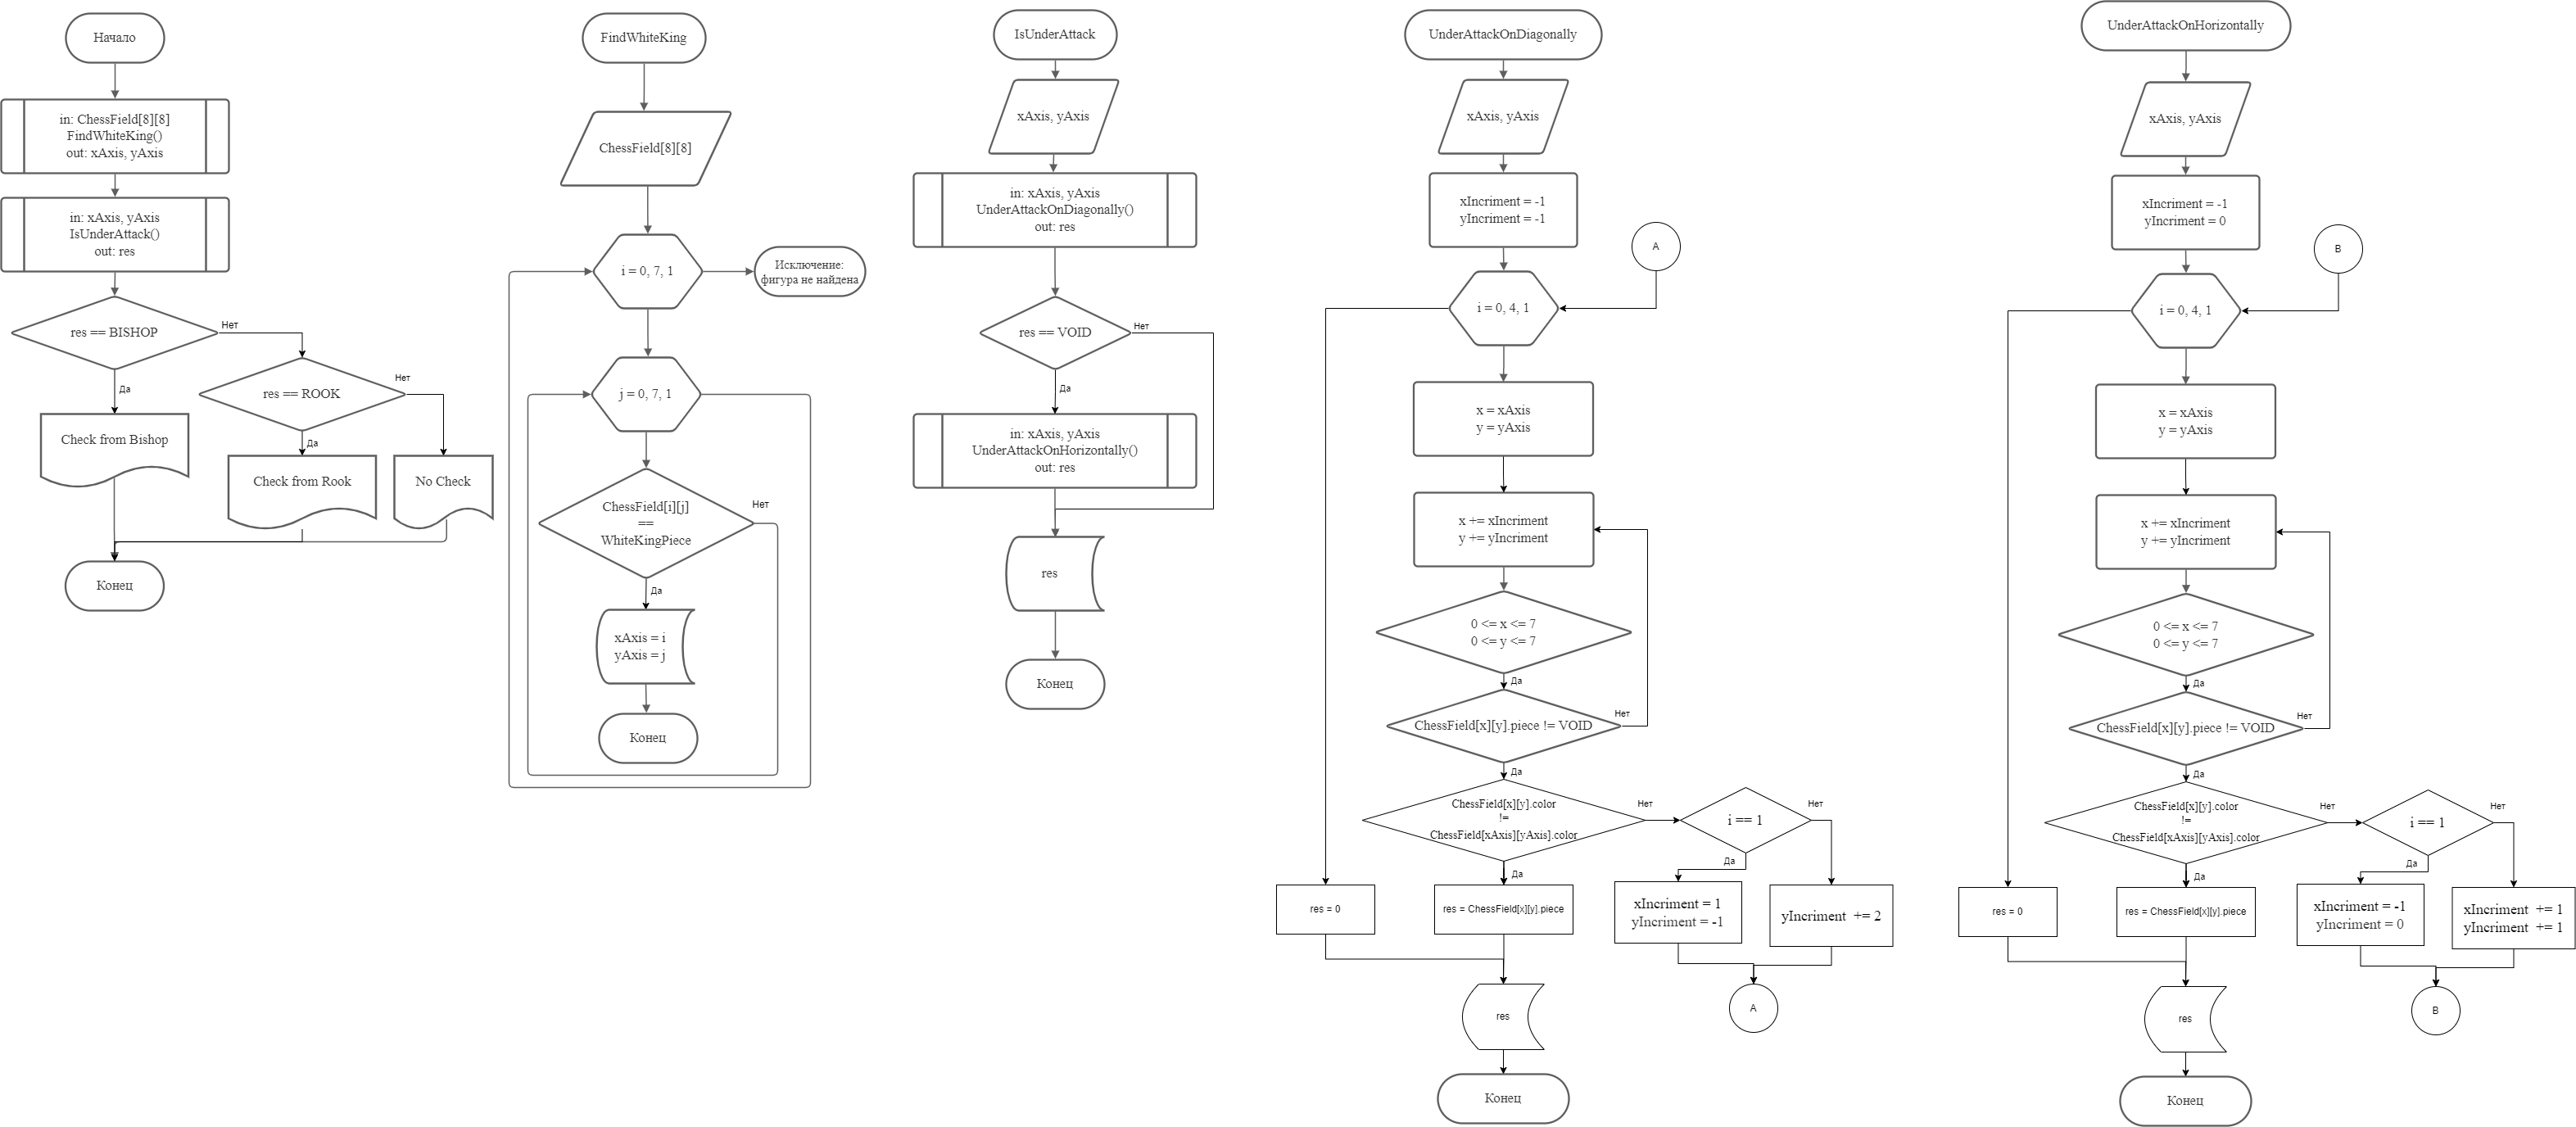 Начало
in: ChessField[8][8]
FindWhiteKing()
out: xAxis, yAxis
in: xAxis, yAxis
IsUnderAttack()
out: res
res == BISHOP
Нет
Да
res == ROOK
Нет
Да
Check from Bishop
Check from Rook
No Check
Конец
FindWhiteKing
ChessField[8][8]
i = 0, 7, 1
Исключение:
фигура не найдена
j = 0, 7, 1
ChessField[i][j]
==
WhiteKingPiece
Нет
Да
xAxis = i
yAxis = j
Конец
IsUnderAttack
xAxis, yAxis
in: xAxis, yAxis
UnderAttackOnDiagonally()
out: res
res == VOID
Нет
Да
in: xAxis, yAxis
UnderAttackOnHorizontally()
out: res
res
Конец
UnderAttackOnDiagonally
xAxis, yAxis
xIncriment = -1
yIncriment = -1
A
i = 0, 4, 1
x = xAxis
y = yAxis
x += xIncriment
y += yIncriment
0 <= x <= 7
0 <= y <= 7
Да
ChessField[x][y].piece != VOID
Нет
Да
ChessField[x][y].color
!=
ChessField[xAxis][yAxis].color
Нет
i == 1
Нет
Да
Да
res = 0
res = ChessField[x][y].piece
xIncriment = 1
yIncriment = -1
yIncriment += 2
A
res
Конец
UnderAttackOnHorizontally
xAxis, yAxis
xIncriment = -1
yIncriment = 0
B
i = 0, 4, 1
x = xAxis
y = yAxis
x += xIncriment
y += yIncriment
0 <= x <= 7
0 <= y <= 7
Да
ChessField[x][y].piece != VOID
Нет
Да
ChessField[x][y].color
!=
ChessField[xAxis][yAxis].color
Нет
i == 1
Нет
Да
Да
res = 0
res = ChessField[x][y].piece
xIncriment = -1
yIncriment = 0
xIncriment += 1
yIncriment += 1
B
res
Конец